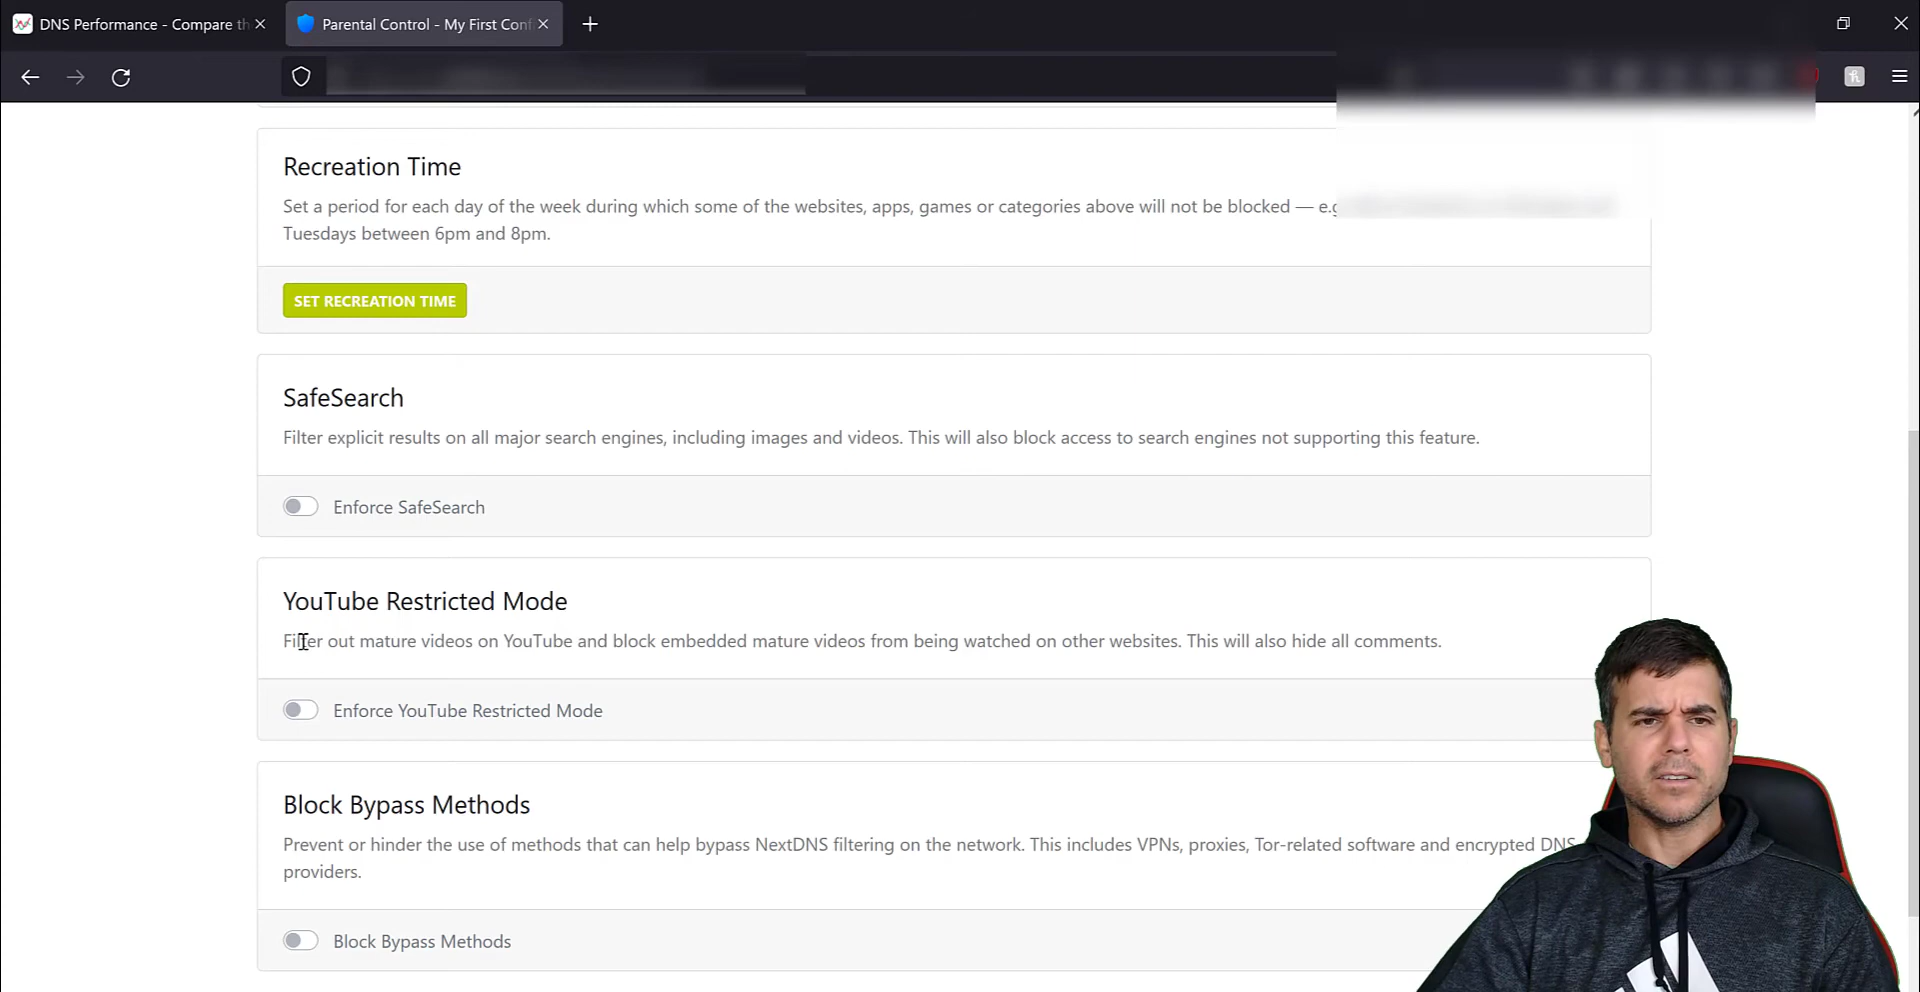 DNS Performance - Compare th
Parental Control - My First Conf
Recreation Time
Set a period for each day of the week during which some of the websites, apps, games or categories above will not be blocked — e.g
Tuesdays between 6pm and 8pm.
SET RECREATION TIME
SafeSearch
Filter explicit results on all major search engines, including images and videos. This will also block access to search engines not supporting this feature.
Enforce SafeSearch
YouTube Restricted Mode
Filter out mature videos on YouTube and block embedded mature videos from being watched on other websites. This will also hide all comments.
Enforce YouTube Restricted Mode
Block Bypass Methods
Prevent or hinder the use of methods that can help bypass NextDNS filtering on the network. This includes VPNs, proxies, Tor-related software and encrypted DNS
providers.
Block Bypass Methods